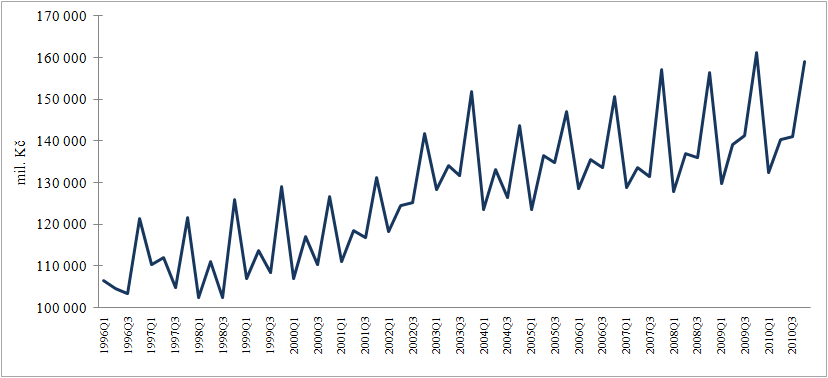 170 000
160 000
150 000
140 000
130 000
120 000
110 000
100 000
mil. Kč
1996Q1
1996Q3
1997Q1
1997Q3
1998Q1
1998Q3
1999Q1
1999Q3
2000Q1
2000Q3
2001Q1
2001Q3
2002Q1
2002Q3
2003Q1
2003Q3
2004Q1
2004Q3
2005Q1
2005Q3
2006Q1
2006Q3
2007Q1
2007Q3
2008Q1
2008Q3
2009Q1
2009Q3
2010Q1
2010Q3